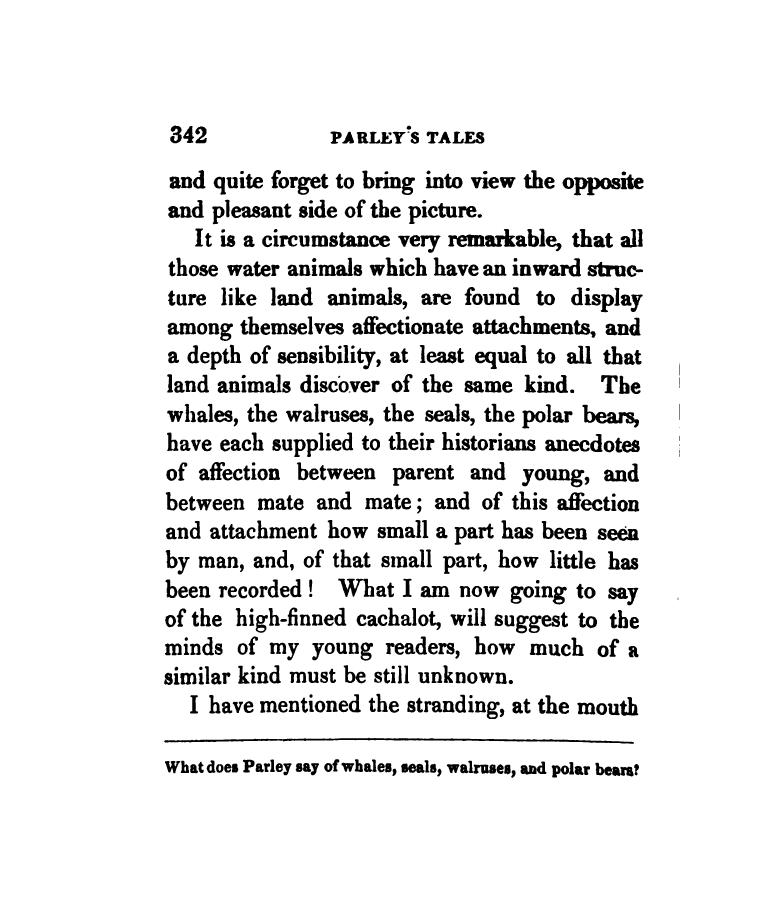 342 PARLEY'S TALES
and quite forget to bring into view the opposite
and pleasant side of the picture.
It is a circumstance very remarkable, that all
those water animals which have an inward struc-
ture like land animals, are found to display
among themselves affectionate attachments, and
a depth of sensibility, at least equal to all that
land animals discover of the same kind. The
whales, the walruses, the seals, the polar bears,
have each supplied to their historians anecdotes
of affection between parent and young, and
between mate and mate; and of this affection
and attachment how small a part has been seen
by man, and, of that small part, how little has
been recorded! What I am now going to say
of the high-finned cachalot, will suggest to the
minds of my young readers, how much of a
similar kind must be still unknown.
I have mentioned the stranding, at the mouth
What does Parley say of whales, seals, walruses, and polar bears?